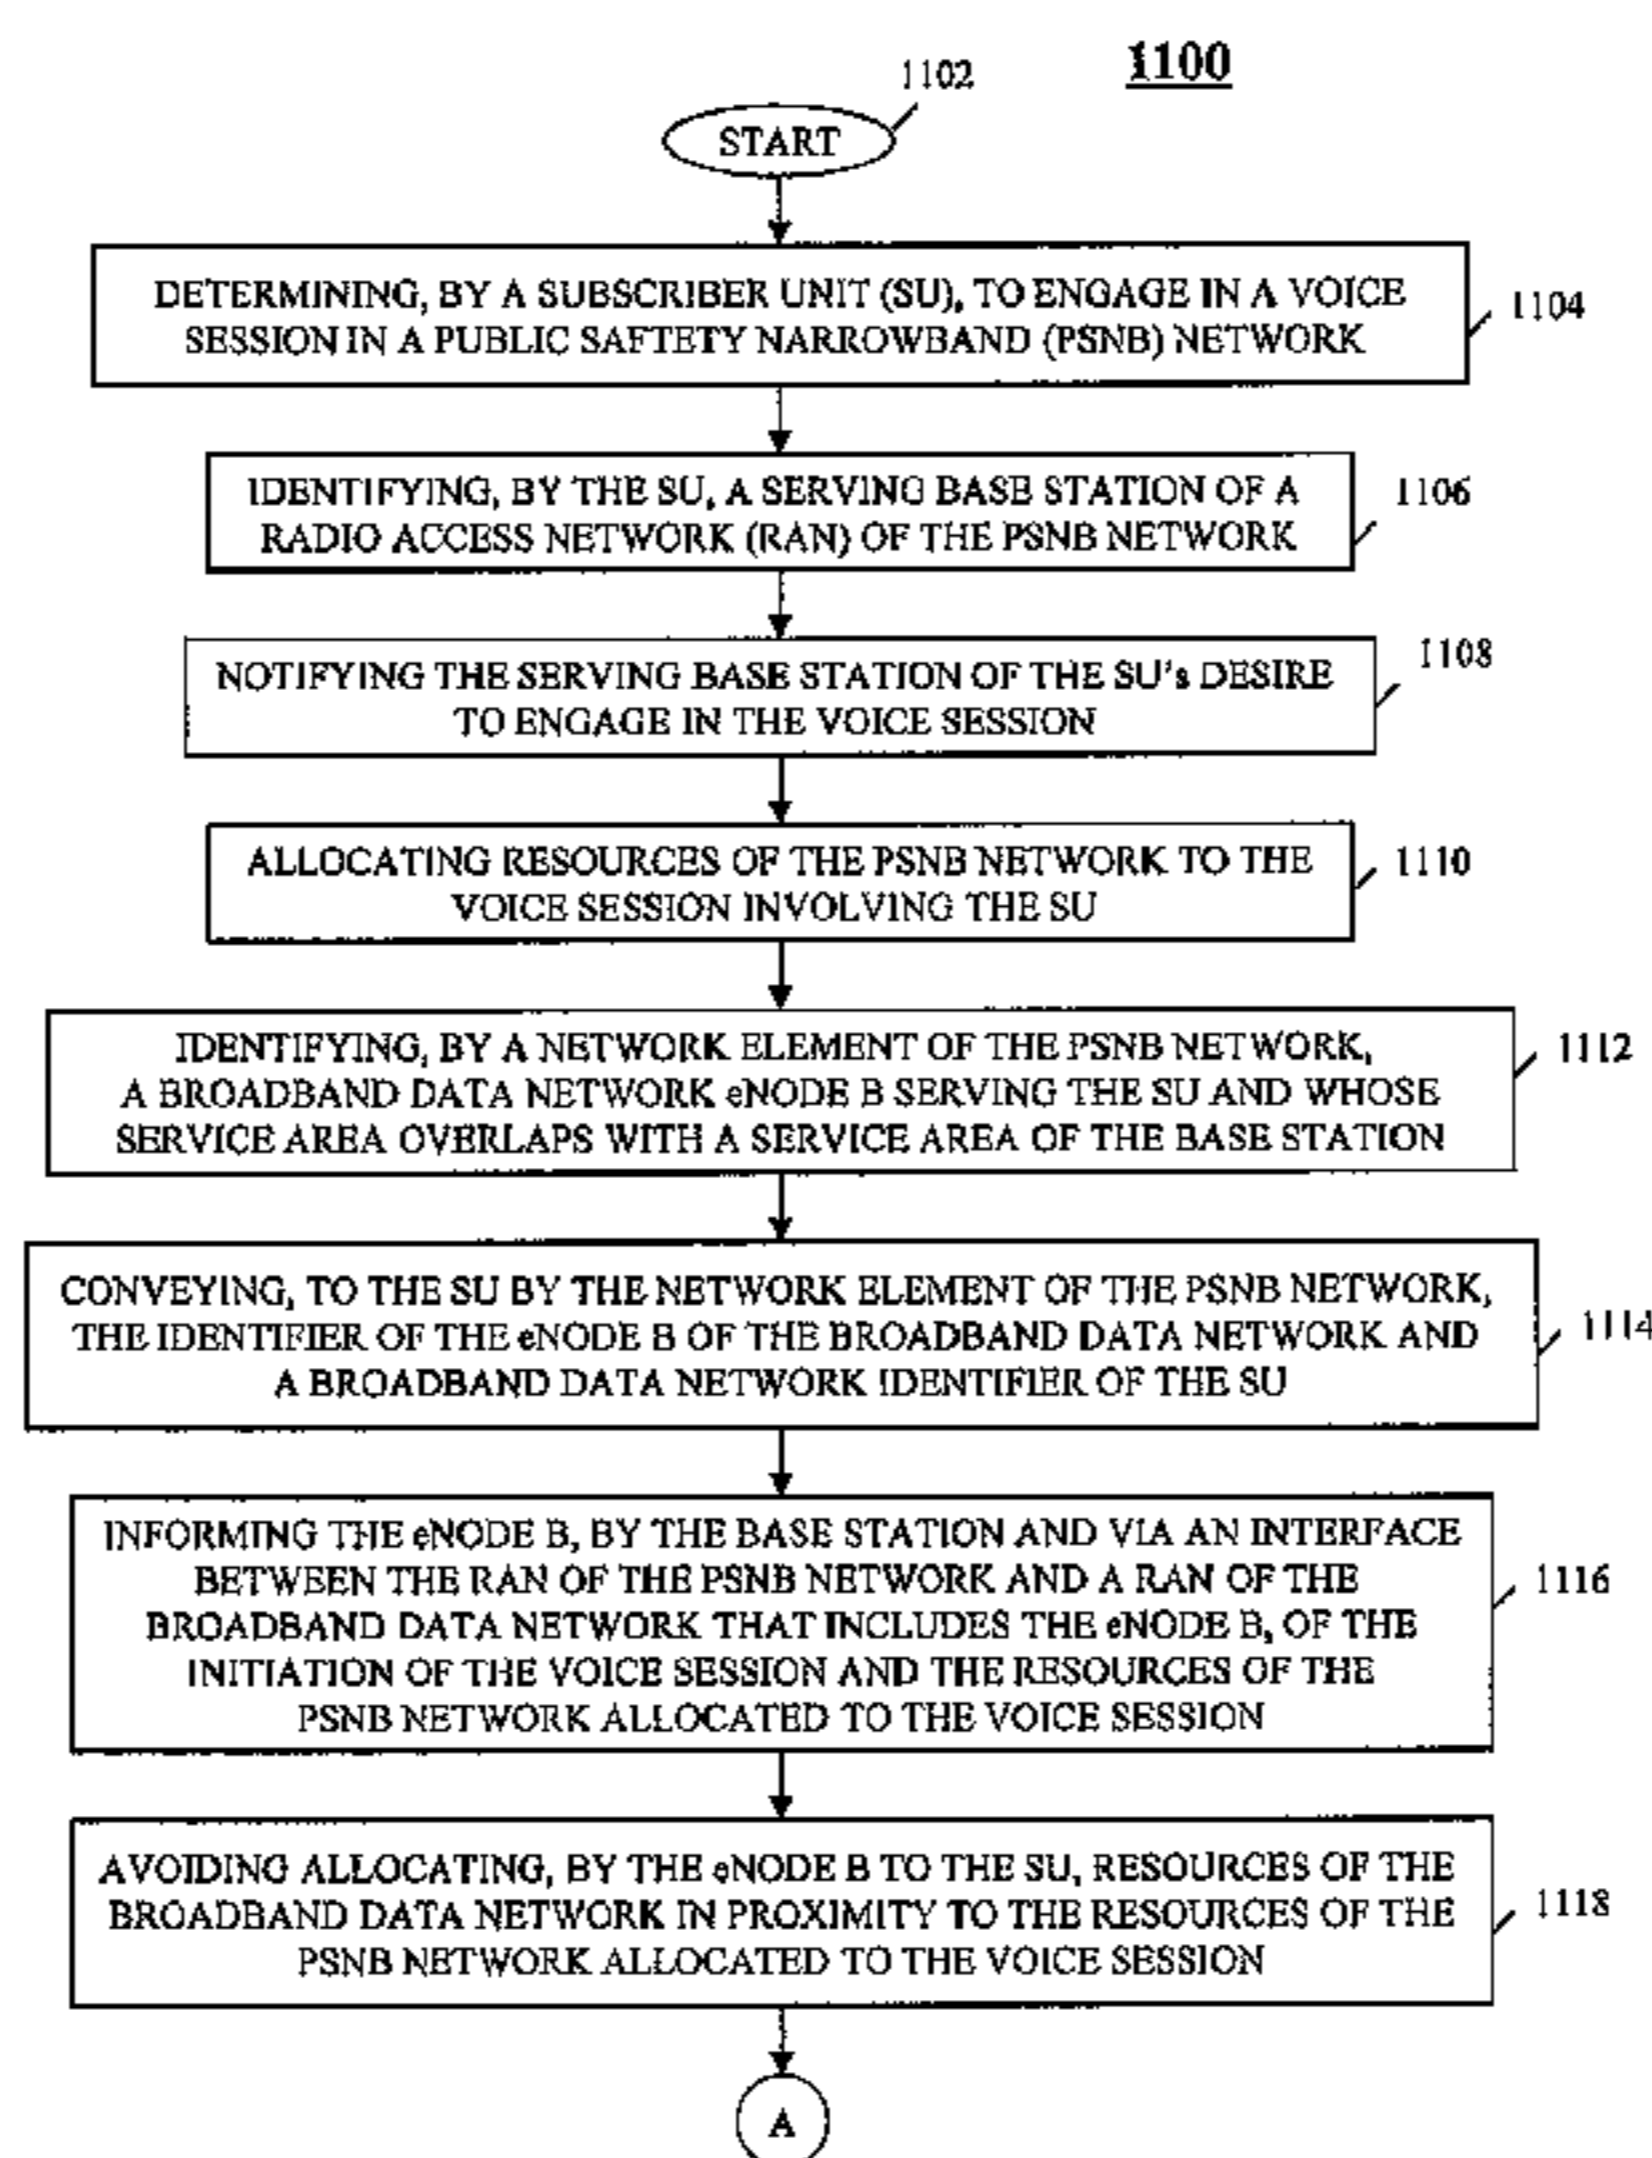 1100
1102
START
DETERMINING, BY A SUBSCRIBER UNIT (SU), TO ENGAGE IN A VOICE
SESSION IN A PUBLIC SAFTETY NARROWBAND (PSNB) NETWORK
1104
IDENTIFYING, BY THE SU, A SERVING BASE STATION OF A
RADIO ACCESS NETWORK (RAN) OF THE PSNB NETWORK
1106
NOTIFYING THE SERVING BASE STATION OF THE SU's DESIRE
TO ENGAGE IN THE VOICE SESSION
1108
ALLOCATING RESOURCES OF THE PSNB NETWORK TO THE
VOICE SESSION INVOLVING THE SU
1110
IDENTIFYING, BY A NETWORK ELEMENT OF THE PSNB NETWORK,
A BROADBAND DATA NETWORK eNODE B SERVING THE SU AND WHOSE
SERVICE AREA OVERLAPS WITH A SERVICE AREA OF THE BASE STATION
1112
CONVEYING, TO THE SU BY THE NETWORK ELEMENT OF THE PSNB NETWORK,
THE IDENTIFIER OF THE eNODE B OF THE BROADBAND DATA NETWORK AND
A BROADBAND DATA NETWORK IDENTIFIER OF THE SU
1114
INFORMING THE eNODE B, BY THE BASE STATION AND VIA AN INTERFACE
BETWEEN THE RAN OF THE PSNB NETWORK AND A RAN OF THE
BROADBAND DATA NETWORK THAT INCLUDES THE eNODE B, OF THE
INITIATION OF THE VOICE SESSION AND THE RESOURCES OF THE
PSNB NETWORK ALLOCATED TO THE VOICE SESSION
1116
AVOIDING ALLOCATING, BY THE eNODE B TO THE SU, RESOURCES OF THE
BROADBAND DATA NETWORK IN PROXIMITY TO THE RESOURCES OF THE
PSNB NETWORK ALLOCATED TO THE VOICE SESSION
1118
A